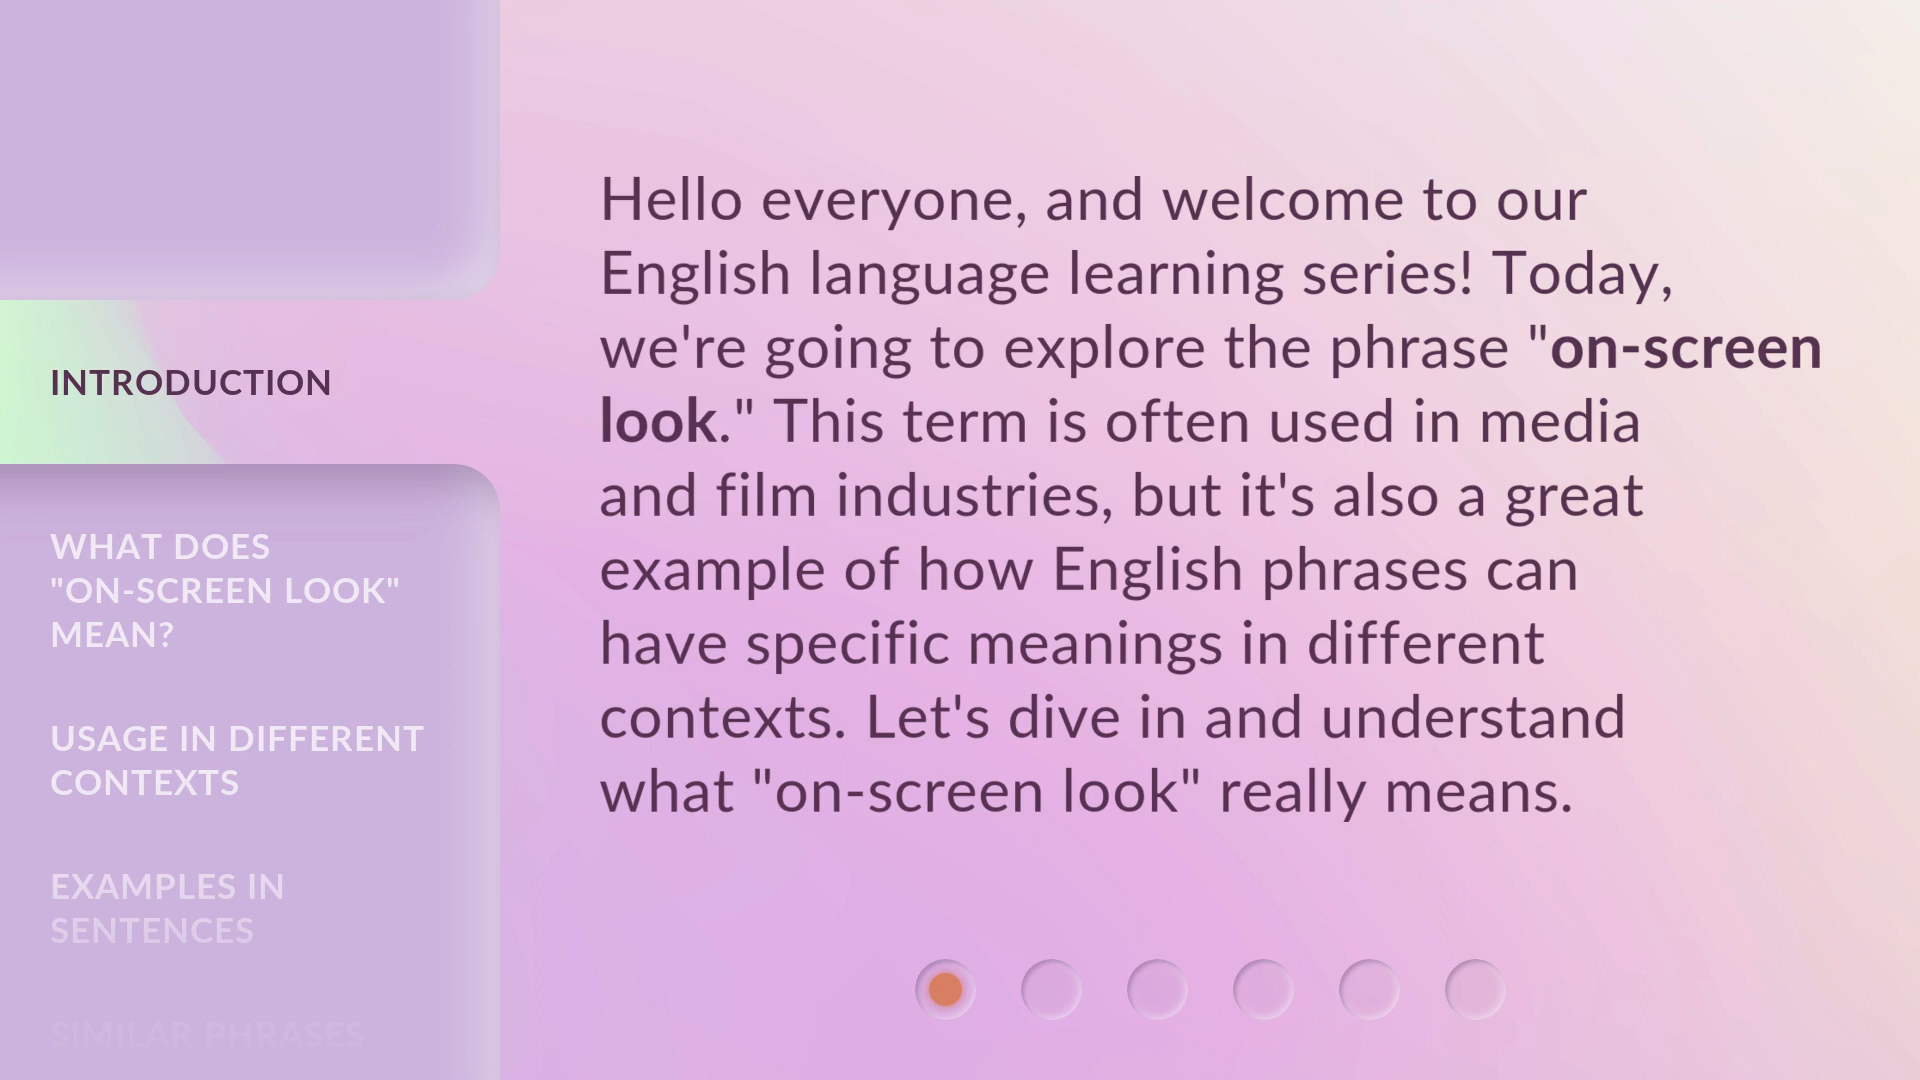 INTRODUCTION
WHAT DOES
"ON-SCREEN LOOK"
MEAN?
USAGE IN DIFFERENT
CONTEXTS
EXAMPLES IN
SENTENCES
SIMILAR PHRASES
Hello everyone, and welcome to our
English language learning series! Today,
we're going to explore the phrase "on-screen
look." This term is often used in media
and film industries, but it's also a great
example of how English phrases can
have specific meanings in different
contexts. Let's dive in and understand
what "on-screen look" really means.